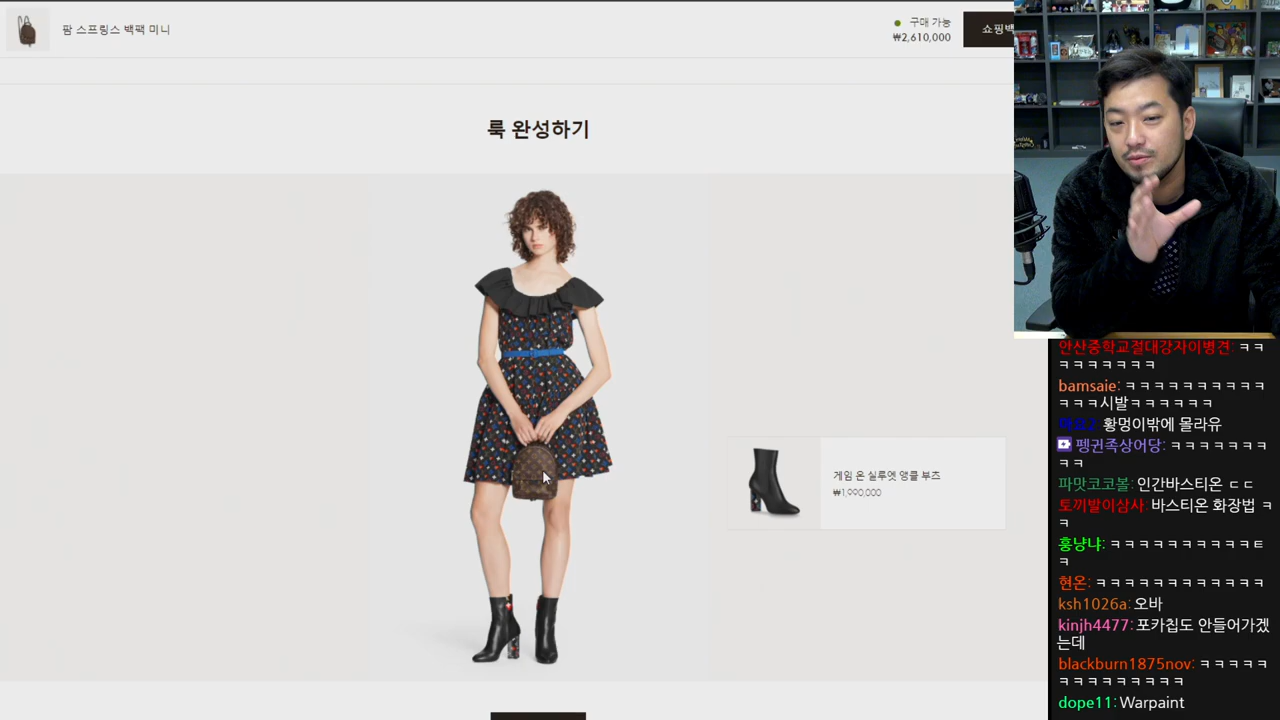 팜 스프링스 백팩 미니
구매 가능
₩2,610,000
쇼핑백
룩 완성하기
게임 온 실루엣 앵클 부츠
₩1,990,000
안산중학교절대강자이병건: ㅋㅋ
ㅋㅋㅋㅋㅋㅋㅋ
bamsaie: ㅋㅋㅋㅋㅋㅋㅋㅋㅋㅋ
ㅋㅋㅋ시발ㅋㅋㅋㅋㅋㅋ
황멍이밖에 몰라유
펭귄족상어당: ㅋㅋㅋㅋㅋㅋㅋ
ㅋㅋ
파맛코코볼: 인간바스티온 ㄷㄷ
토끼발이삼사: 바스티온 화장법 ㅋ
ㅋ
훙냥냐: ㅋㅋㅋㅋㅋㅋㅋㅋㅋㅋㅌ
ㅋ
현온: ㅋㅋㅋㅋㅋㅋㅋㅋㅋㅋㅋㅋ
ksh1026a: 오바
kinjh4477: 포카칩도 안들어가겠
는데
blackburn1875nov: ㅋㅋㅋㅋㅋ
ㅋㅋㅋㅋㅋㅋㅋㅋㅋ
dope11: Warpaint